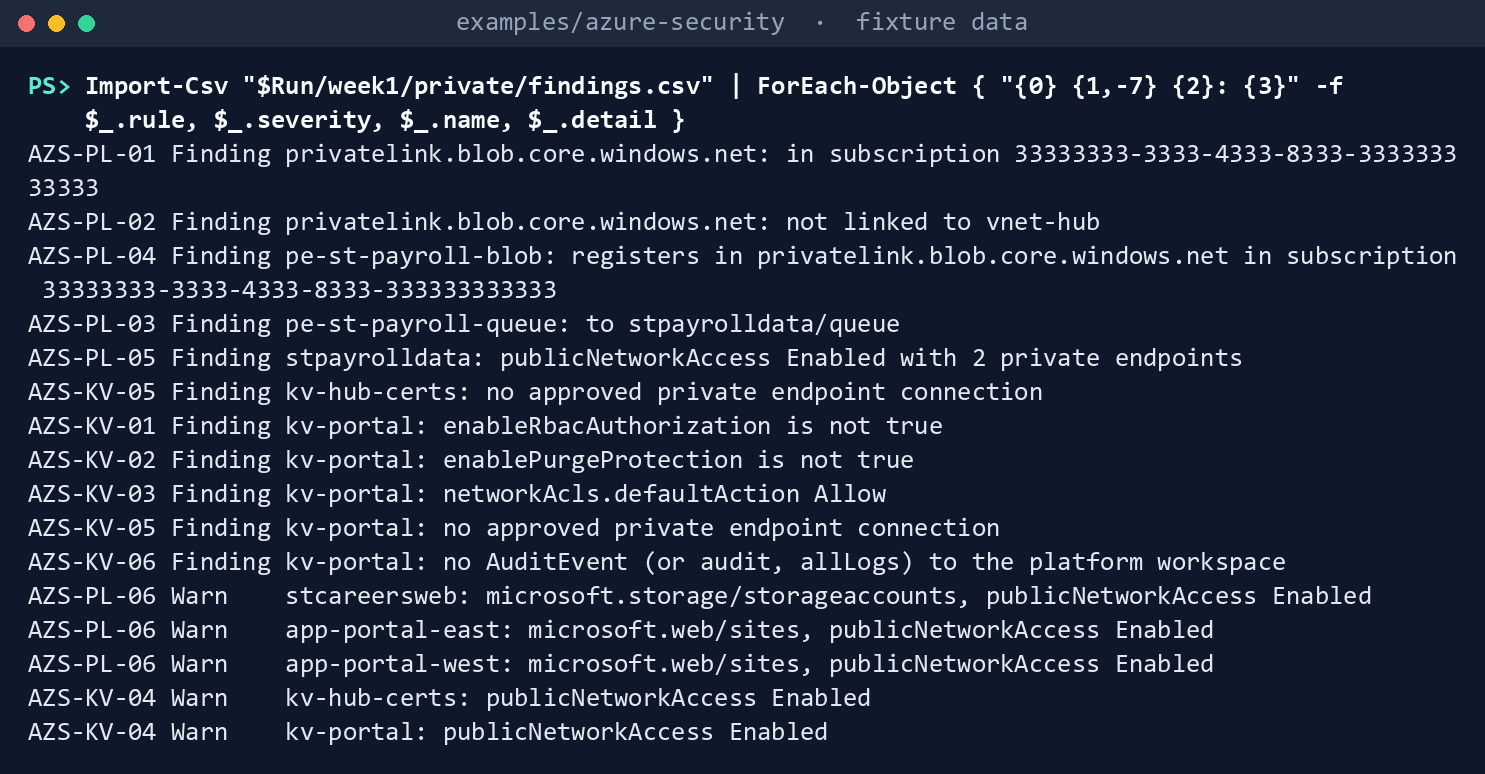 examples/azure-security · fixture data
PS> Import-Csv "$Run/week1/private/findings.csv" | ForEach-Object { "{0} {1,-7} {2}: {3}" -f
    $_.rule, $_.severity, $_.name, $_.detail }
AZS-PL-01 Finding privatelink.blob.core.windows.net: in subscription 33333333-3333-4333-8333-3333333
33333
AZS-PL-02 Finding privatelink.blob.core.windows.net: not linked to vnet-hub
AZS-PL-04 Finding pe-st-payroll-blob: registers in privatelink.blob.core.windows.net in subscription
 33333333-3333-4333-8333-333333333333
AZS-PL-03 Finding pe-st-payroll-queue: to stpayrolldata/queue
AZS-PL-05 Finding stpayrolldata: publicNetworkAccess Enabled with 2 private endpoints
AZS-KV-05 Finding kv-hub-certs: no approved private endpoint connection
AZS-KV-01 Finding kv-portal: enableRbacAuthorization is not true
AZS-KV-02 Finding kv-portal: enablePurgeProtection is not true
AZS-KV-03 Finding kv-portal: networkAcls.defaultAction Allow
AZS-KV-05 Finding kv-portal: no approved private endpoint connection
AZS-KV-06 Finding kv-portal: no AuditEvent (or audit, allLogs) to the platform workspace
AZS-PL-06 Warn    stcareersweb: microsoft.storage/storageaccounts, publicNetworkAccess Enabled
AZS-PL-06 Warn    app-portal-east: microsoft.web/sites, publicNetworkAccess Enabled
AZS-PL-06 Warn    app-portal-west: microsoft.web/sites, publicNetworkAccess Enabled
AZS-KV-04 Warn    kv-hub-certs: publicNetworkAccess Enabled
AZS-KV-04 Warn    kv-portal: publicNetworkAccess Enabled